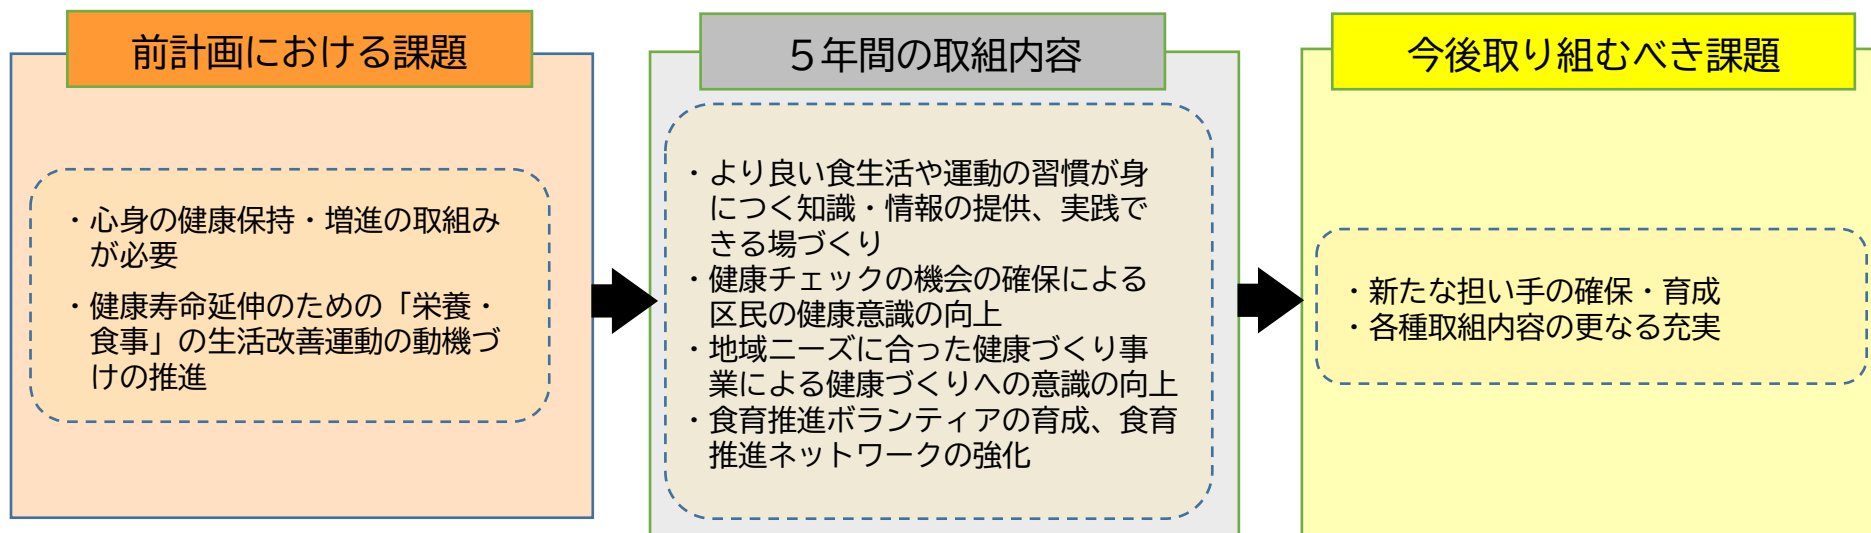 前計画における課題
・心身の健康保持・増進の取組み
が必要
・健康寿命延伸のための「栄養・
食事」の生活改善運動の動機づ
けの推進
５年間の取組内容
・より良い食生活や運動の習慣が身
につく知識・情報の提供、実践で
きる場づくり
・健康チェックの機会の確保による
区民の健康意識の向上
・地域ニーズに合った健康づくり事
業による健康づくりへの意識の向上
・食育推進ボランティアの育成、食育
推進ネットワークの強化
今後取り組むべき課題
・新たな担い手の確保・育成
・各種取組内容の更なる充実